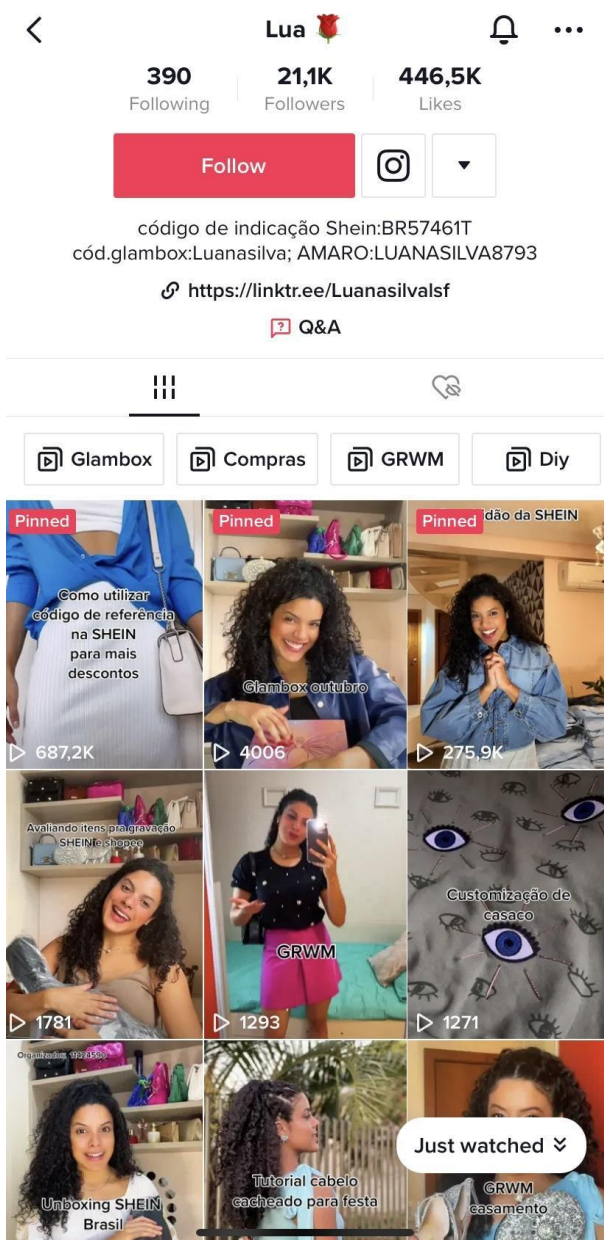 Lua
390
21,1K
446,5K
Following
Followers
Likes
Follow
código de indicação Shein:BR57461T
cód.glambox:Luanasilva; AMARO:LUANASILVA8793
https://linktr.ee/Luanasilvalsf
Q&A
Glambox
Compras
GRWM
Diy
Pinned
Como utilizar
código de referência
na SHEIN
para mais
descontos
687,2K
Pinned
Glambox outubro
4006
Pinned
dão da SHEIN
275,9K
Avaliando itens pra gravação
SHEIN e shopee
1781
GRWM
1293
Customização de
casaco
1271
Unboxing SHEIN
Brasil
Tutorial cabelo
cacheado para festa
Just watched
GRWM
casamento